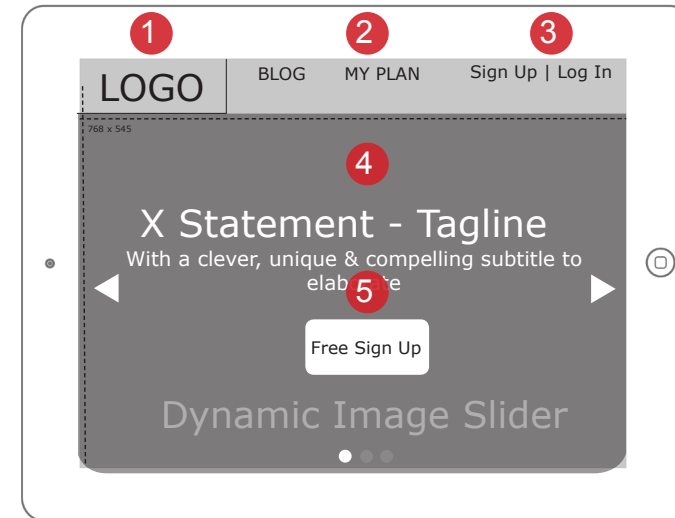 1
2
3
LOGO
BLOG MY PLAN
Sign Up | Log In
768 x 545
4
X Statement - Tagline
With a clever, unique & compelling subtitle to
elaborate
5
Free Sign Up
Dynamic Image Slider